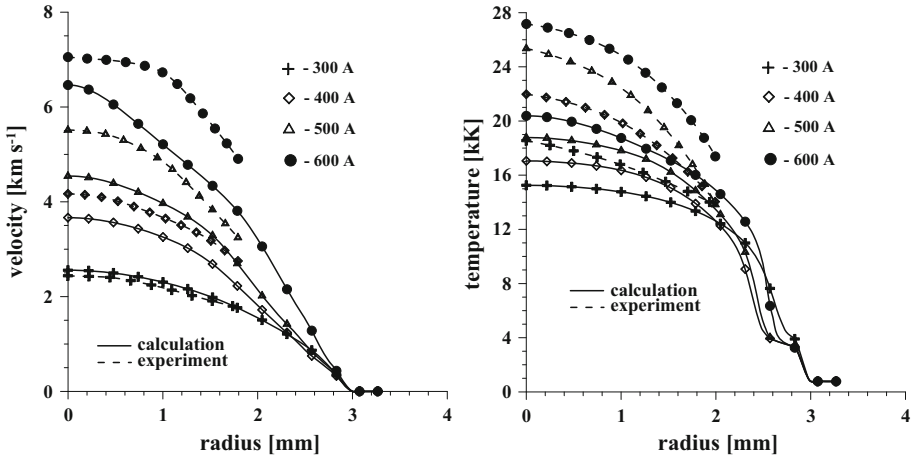 velocity [km s⁻¹]
8
6
4
2
0
- 300 A
- 400 A
- 500 A
- 600 A
calculation
experiment
0 1 2 3 4
radius [mm]
temperature [kK]
28
24
20
16
12
8
4
0
- 300 A
- 400 A
- 500 A
- 600 A
calculation
experiment
0 1 2 3 4
radius [mm]